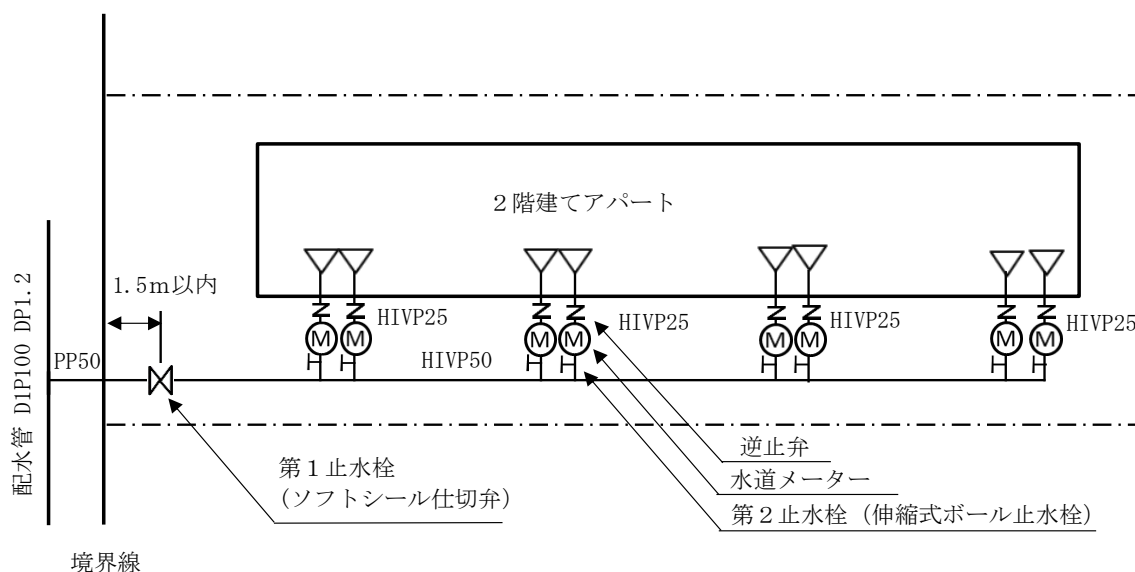 2階建てアパート
1.5m以内
HIVP25
HIVP25
HIVP25
HIVP25
PP50
HIVP50
M
M
M
M
M
M
M
M
配水管 D1P100 DP1.2
第1止水栓
(ソフトシール仕切弁)
逆止弁
水道メーター
第2止水栓(伸縮式ボール止水栓)
境界線